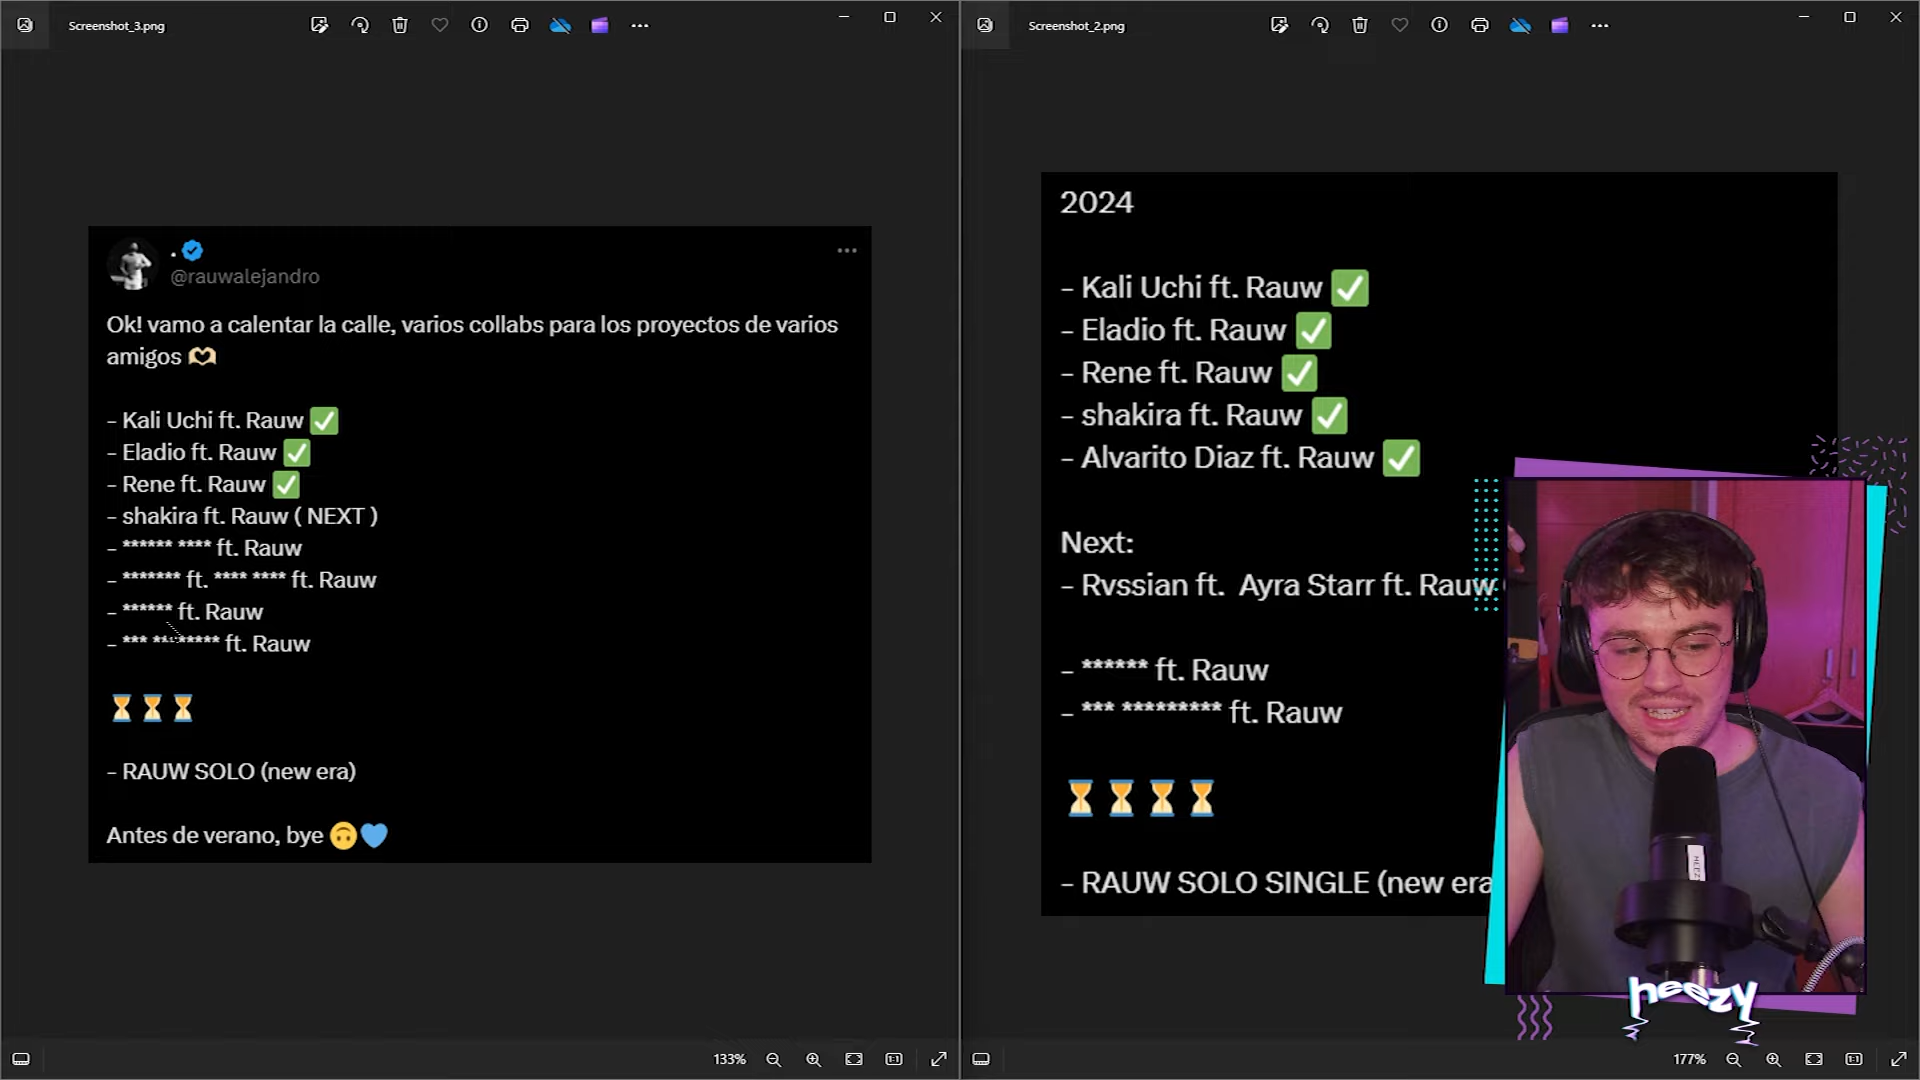 Screenshot_3.png
.
@rauwalejandro
Ok! vamo a calentar la calle, varios collabs para los proyectos de varios
amigos 🫶🏻
- Kali Uchi ft. Rauw ✅
- Eladio ft. Rauw ✅
- Rene ft. Rauw ✅
- shakira ft. Rauw ( NEXT )
- ****** **** ft. Rauw
- ******* ft. **** **** ft. Rauw
- ****** ft. Rauw
- *** ******** ft. Rauw
⏳⏳⏳
- RAUW SOLO (new era)
Antes de verano, bye 🙃💙
133%
Screenshot_2.png
2024
- Kali Uchi ft. Rauw ✅
- Eladio ft. Rauw ✅
- Rene ft. Rauw ✅
- shakira ft. Rauw ✅
- Alvarito Diaz ft. Rauw ✅
Next:
- Rvssian ft.  Ayra Starr ft. Rauw
- ****** ft. Rauw
- *** ********* ft. Rauw
⏳⏳⏳⏳
- RAUW SOLO SINGLE (new era
HEEZY
heezy
177%